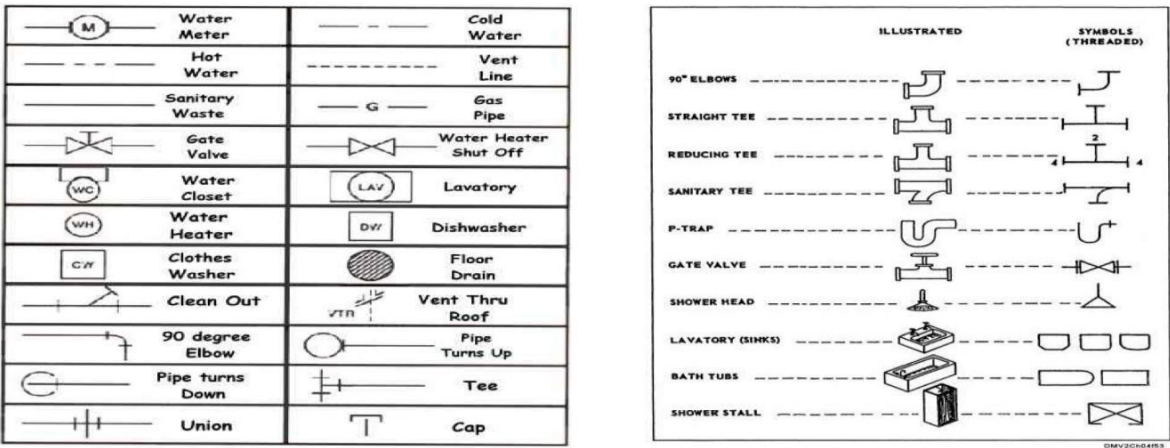 M
Water
Meter
Cold
Water
Hot
Water
Vent
Line
Sanitary
Waste
G
Gas
Pipe
Gate
Valve
Water Heater
Shut Off
WC
Water
Closet
LAV
Lavatory
WH
Water
Heater
DW
Dishwasher
CW
Clothes
Washer
Floor
Drain
Clean Out
VTR
Vent Thru
Roof
90 degree
Elbow
Pipe
Turns Up
Pipe turns
Down
Tee
Union
Cap
ILLUSTRATED
SYMBOLS
(THREADED)
90° ELBOWS
STRAIGHT TEE
REDUCING TEE
2
4 4
SANITARY TEE
P-TRAP
GATE VALVE
SHOWER HEAD
LAVATORY (SINKS)
BATH TUBS
SHOWER STALL
DMV2Ch04f53